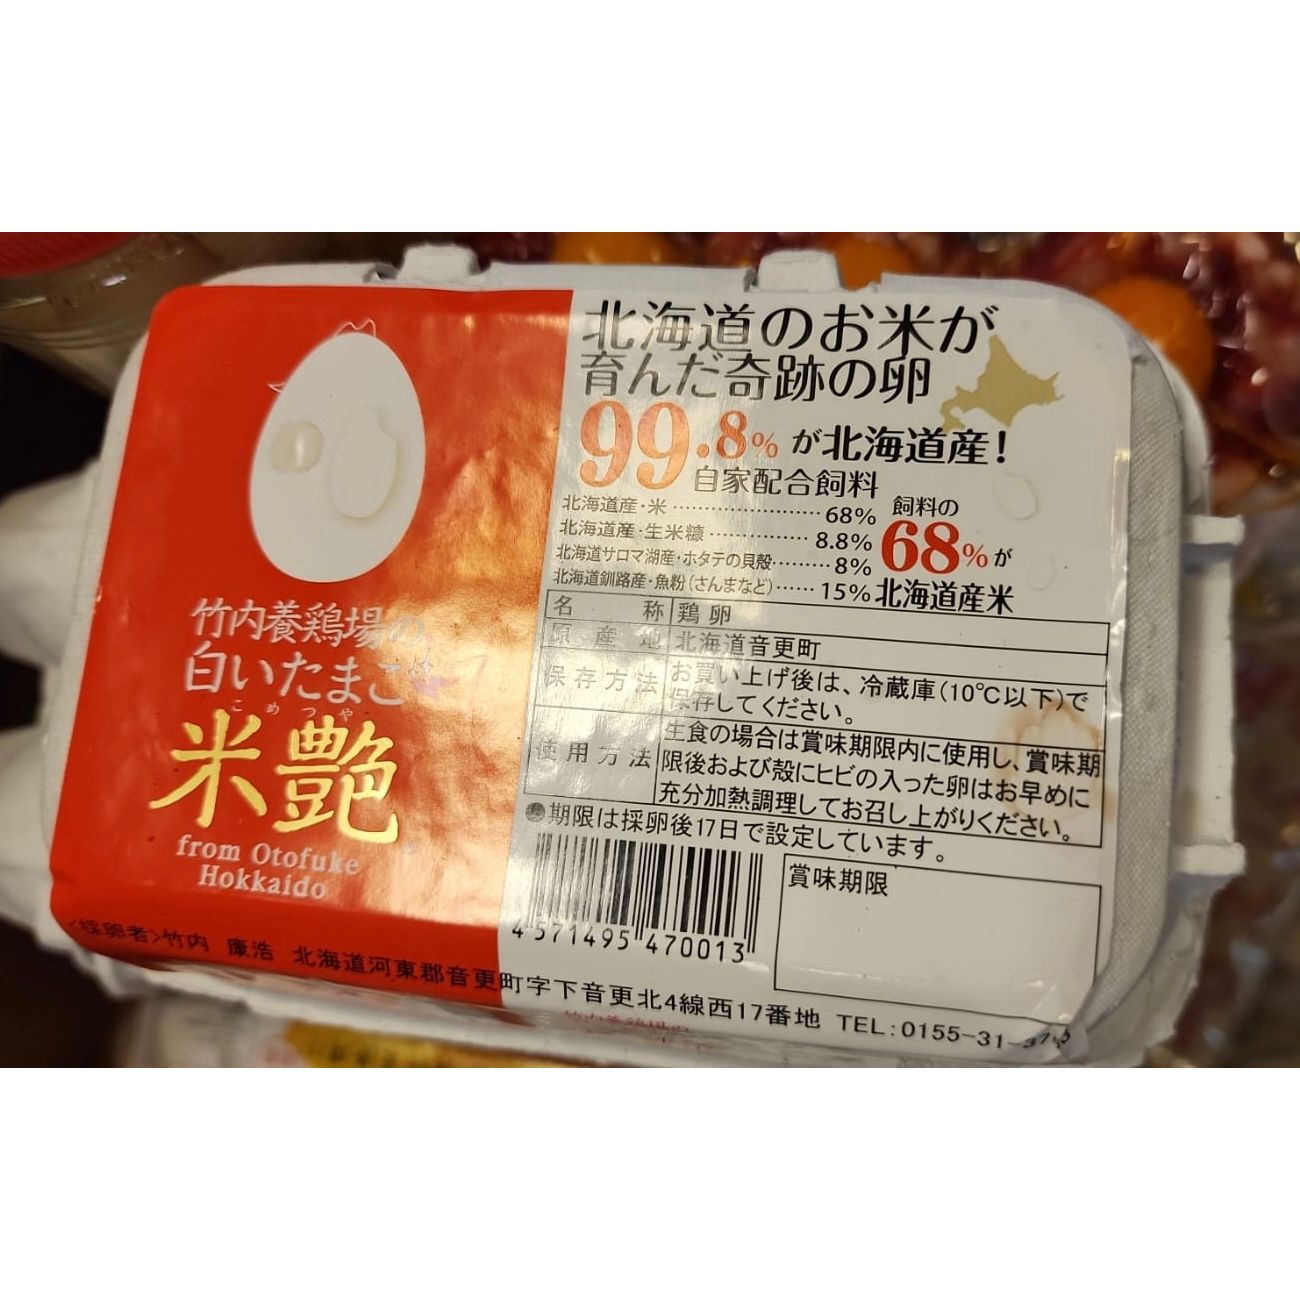 竹内養鶏場の
白いたまごは
こめつや
米艶
from Otofuke
Hokkaido
北海道のお米が
育んだ奇跡の卵
99.8%が北海道産!
自家配合飼料
北海道産・米 68%
北海道産・生米糠 8.8%
北海道サロマ湖産・ホタテの貝殻 8%
北海道釧路産・魚粉(さんまなど) 15%
飼料の
68%が
北海道産米
名称 鶏卵
原産地 北海道音更町
保存方法 お買い上げ後は、冷蔵庫(10℃以下)で
保存してください。
使用方法 生食の場合は賞味期限内に使用し、賞味期
限後および殻にヒビの入った卵はお早めに
充分加熱調理してお召し上がりください。
期限は採卵後17日で設定しています。
4 571495 470013
賞味期限
<採卵者>竹内 康浩 北海道河東郡音更町字下音更北4線西17番地 TEL:0155-31-
竹内養鶏場の